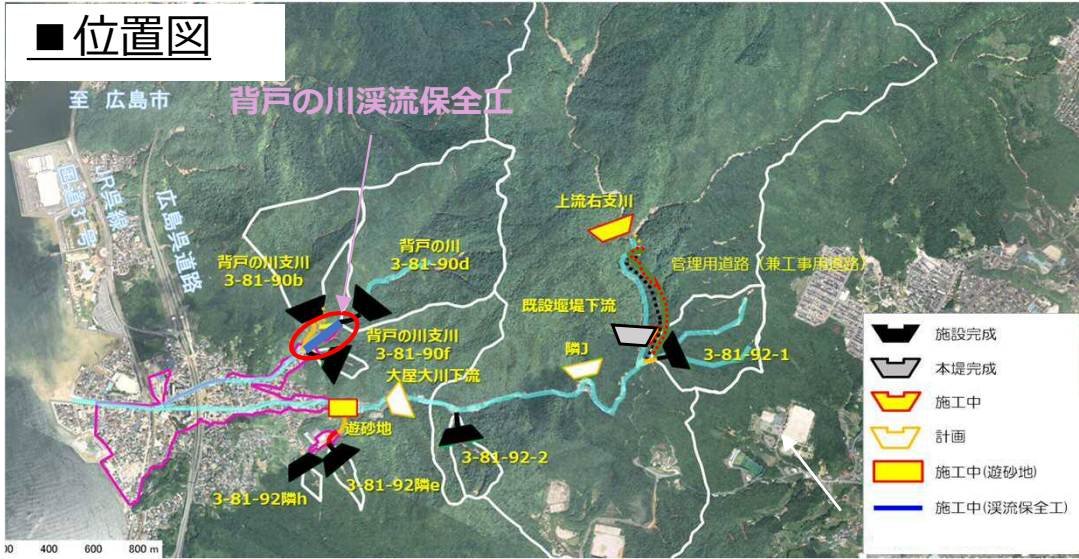 ■位置図
至 広島市
背戸の川渓流保全工
JR呉線
国道31号
広島呉道路
上流右支川
背戸の川
3-81-90d
背戸の川支川
3-81-90b
管理用道路(兼工事用道路)
既設堰堤下流
背戸の川支川
3-81-90f
隣J
3-81-92-1
大屋大川下流
遊砂地
3-81-92-2
3-81-92隣e
3-81-92隣h
施設完成
本堤完成
施工中
計画
施工中(遊砂地)
施工中(渓流保全工)
00 400 600 800 m